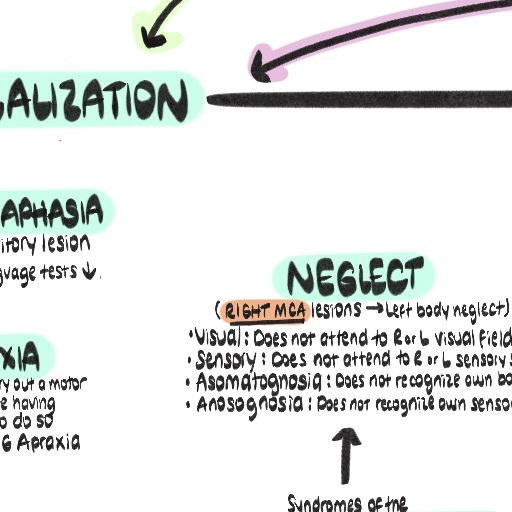 ALIZATION
APHASIA
itory lesion
guage tests ↓.
NEGLECT
( RIGHT MCA lesions → Left body neglect)
• Visual : Does not attend to R or L visual field
• Sensory : Does not attend to R or L sensory s
• Asomatognosia : Does not recognize own bo
• Anosognosia : Does not recognize own senso
XIA
ry out a motor
e having
o do so
G Apraxia
Syndromes of the